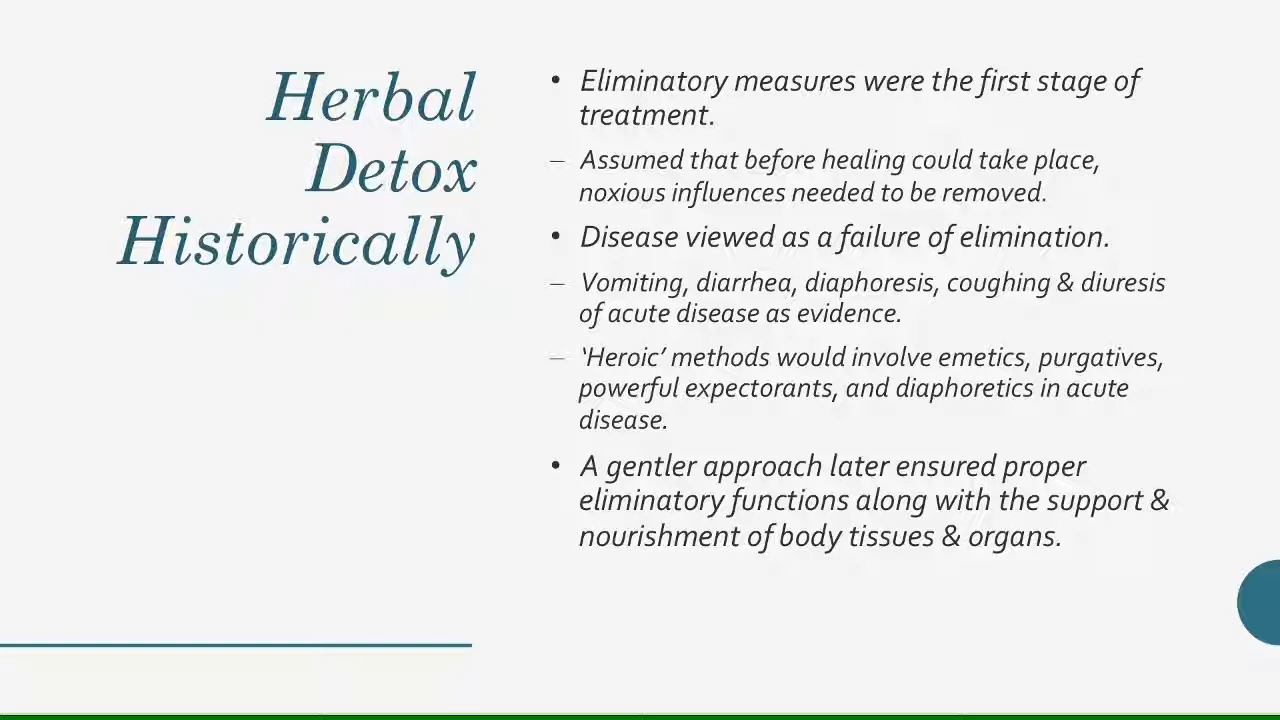 Herbal
Detox
Historically
• Eliminatory measures were the first stage of
treatment.
– Assumed that before healing could take place,
noxious influences needed to be removed.
• Disease viewed as a failure of elimination.
– Vomiting, diarrhea, diaphoresis, coughing & diuresis
of acute disease as evidence.
– ‘Heroic’ methods would involve emetics, purgatives,
powerful expectorants, and diaphoretics in acute
disease.
• A gentler approach later ensured proper
eliminatory functions along with the support &
nourishment of body tissues & organs.